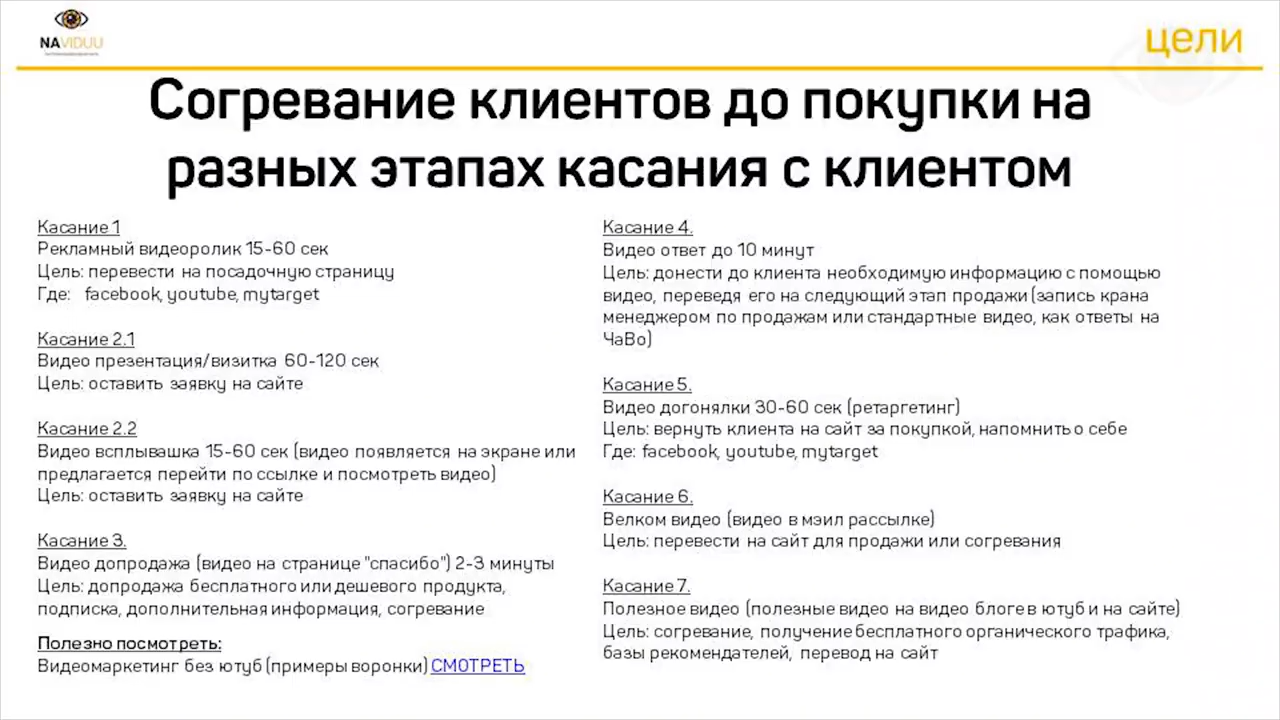 NAVIDUU
цели
Согревание клиентов до покупки на
разных этапах касания с клиентом
Касание 1
Рекламный видеоролик 15-60 сек
Цель: перевести на посадочную страницу
Где: facebook, youtube, mytarget
Касание 2.1
Видео презентация/визитка 60-120 сек
Цель: оставить заявку на сайте
Касание 2.2
Видео всплывашка 15-60 сек (видео появляется на экране или
предлагается перейти по ссылке и посмотреть видео)
Цель: оставить заявку на сайте
Касание 3.
Видео допродажа (видео на странице "спасибо") 2-3 минуты
Цель: допродажа бесплатного или дешевого продукта,
подписка, дополнительная информация, согревание
Полезно посмотреть:
Видеомаркетинг без ютуб (примеры воронки) СМОТРЕТЬ
Касание 4.
Видео ответ до 10 минут
Цель: донести до клиента необходимую информацию с помощью
видео, переведя его на следующий этап продажи (запись крана
менеджером по продажам или стандартные видео, как ответы на
ЧаВо)
Касание 5.
Видео догонялки 30-60 сек (ретаргетинг)
Цель: вернуть клиента на сайт за покупкой, напомнить о себе
Где: facebook, youtube, mytarget
Касание 6.
Велком видео (видео в мэил рассылке)
Цель: перевести на сайт для продажи или согревания
Касание 7.
Полезное видео (полезные видео на видео блоге в ютуб и на сайте)
Цель: согревание, получение бесплатного органического трафика,
базы рекомендателей, перевод на сайт